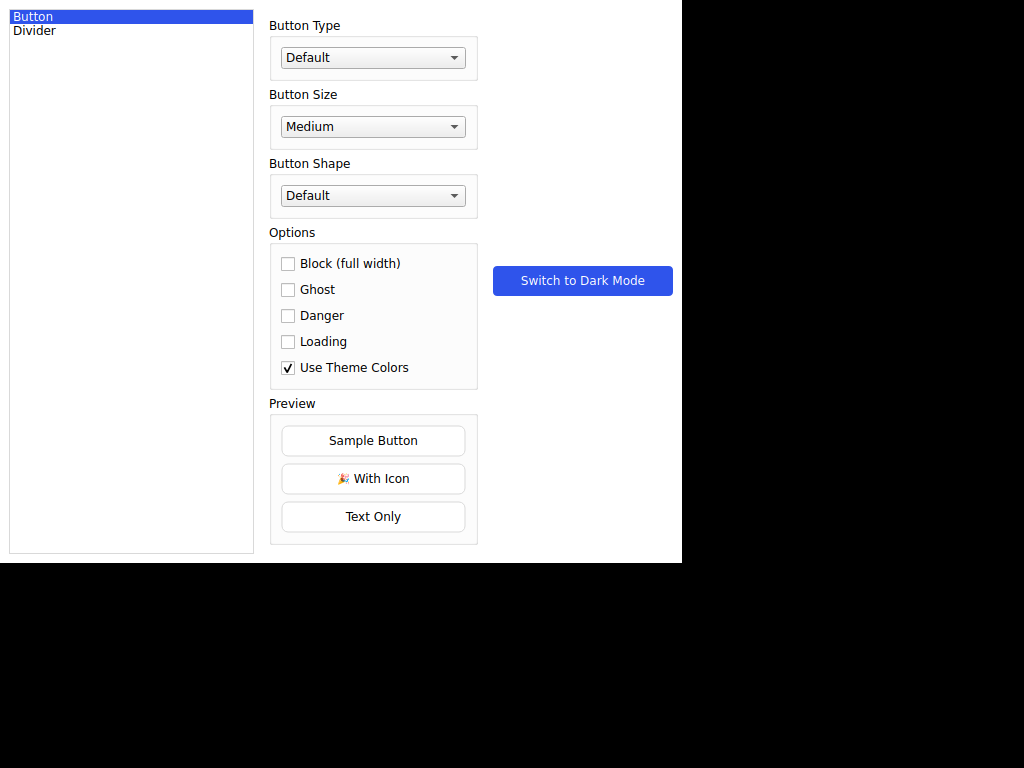 Button
Divider
Button Type
Default
Button Size
Medium
Button Shape
Default
Options
Block (full width)
Ghost
Danger
Loading
Use Theme Colors
Preview
Sample Button
🎉 With Icon
Text Only
Switch to Dark Mode